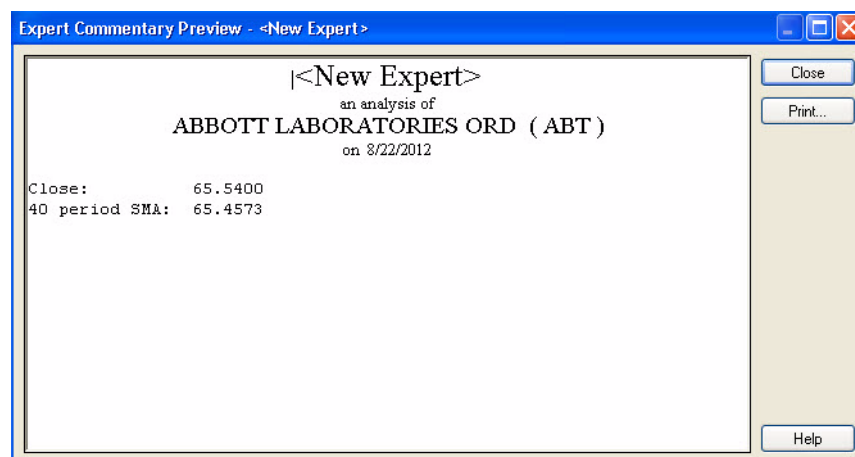 Expert Commentary Preview - <New Expert>
<New Expert>
an analysis of
ABBOTT LABORATORIES ORD ( ABT )
on 8/22/2012
Close: 65.5400
40 period SMA: 65.4573
Close
Print...
Help